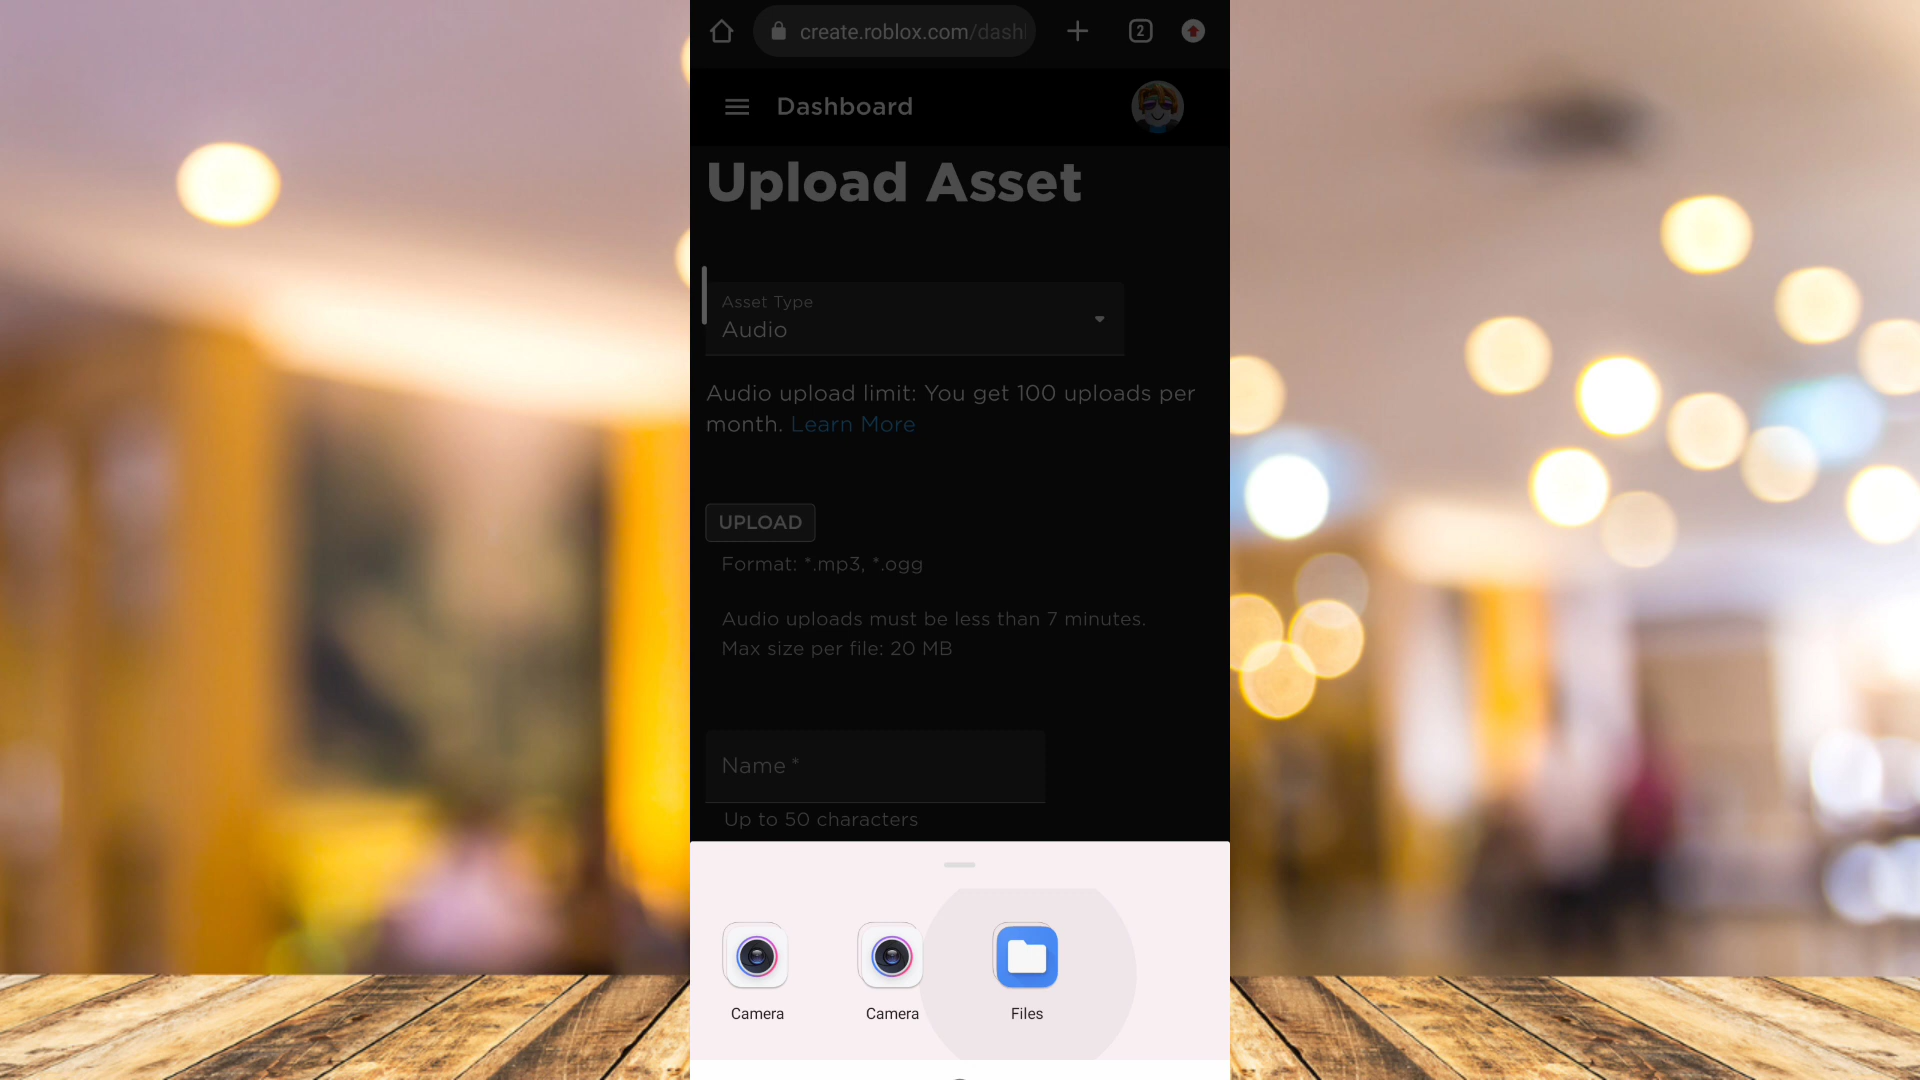 create.roblox.com/dash
2
Dashboard
Upload Asset
Asset Type
Audio
Audio upload limit: You get 100 uploads per
month. Learn More
UPLOAD
Format: *.mp3, *.ogg
Audio uploads must be less than 7 minutes.
Max size per file: 20 MB
Name *
Up to 50 characters
Camera
Camera
Files